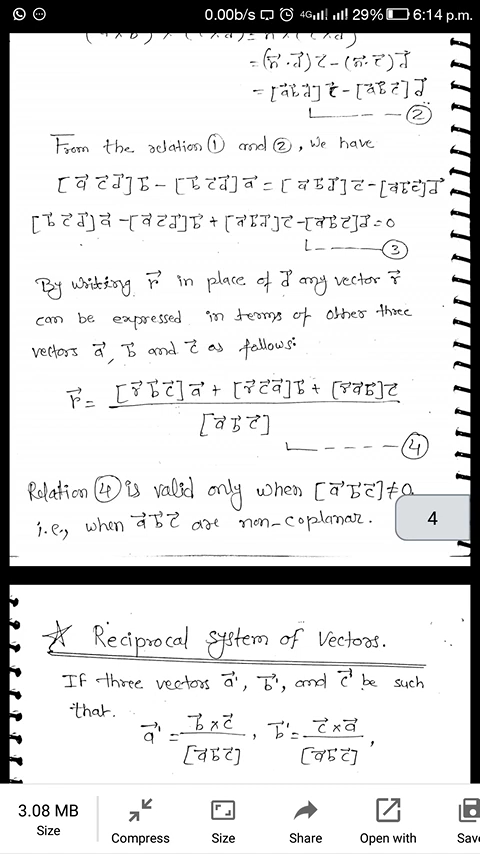 0.00b/s 4G 29% 6:14 p.m.
= (n⃗ · d⃗) c⃗ – (n⃗ · c⃗) d⃗
= [a⃗ b⃗ d⃗] c⃗ – [a⃗ b⃗ c⃗] d⃗
②
From the relation ① and ②, we have
[a⃗ c⃗ d⃗] b⃗ – [b⃗ c⃗ d⃗] a⃗ = [a⃗ b⃗ d⃗] c⃗ – [a⃗ b⃗ c⃗] d⃗
[b⃗ c⃗ d⃗] a⃗ – [a⃗ c⃗ d⃗] b⃗ + [a⃗ b⃗ d⃗] c⃗ – [a⃗ b⃗ c⃗] d⃗ = 0
③
By writing r⃗ in place of d⃗ any vector r⃗
can be expressed in terms of other three
vectors a⃗, b⃗ and c⃗ as follows:
r⃗ = [r⃗ b⃗ c⃗] a⃗ + [r⃗ c⃗ a⃗] b⃗ + [r⃗ a⃗ b⃗] c⃗
[a⃗ b⃗ c⃗]
④
Relation ④ is valid only when [a⃗ b⃗ c⃗] ≠ 0
i.e., when a⃗ b⃗ c⃗ are non-coplanar.
4
☆ Reciprocal system of Vectors.
If three vectors a⃗', b⃗', and c⃗' be such
that.
a⃗' = b⃗ × c⃗ / [a⃗ b⃗ c⃗], b⃗' = c⃗ × a⃗ / [a⃗ b⃗ c⃗],
3.08 MB
Size Compress Size Share Open with Save